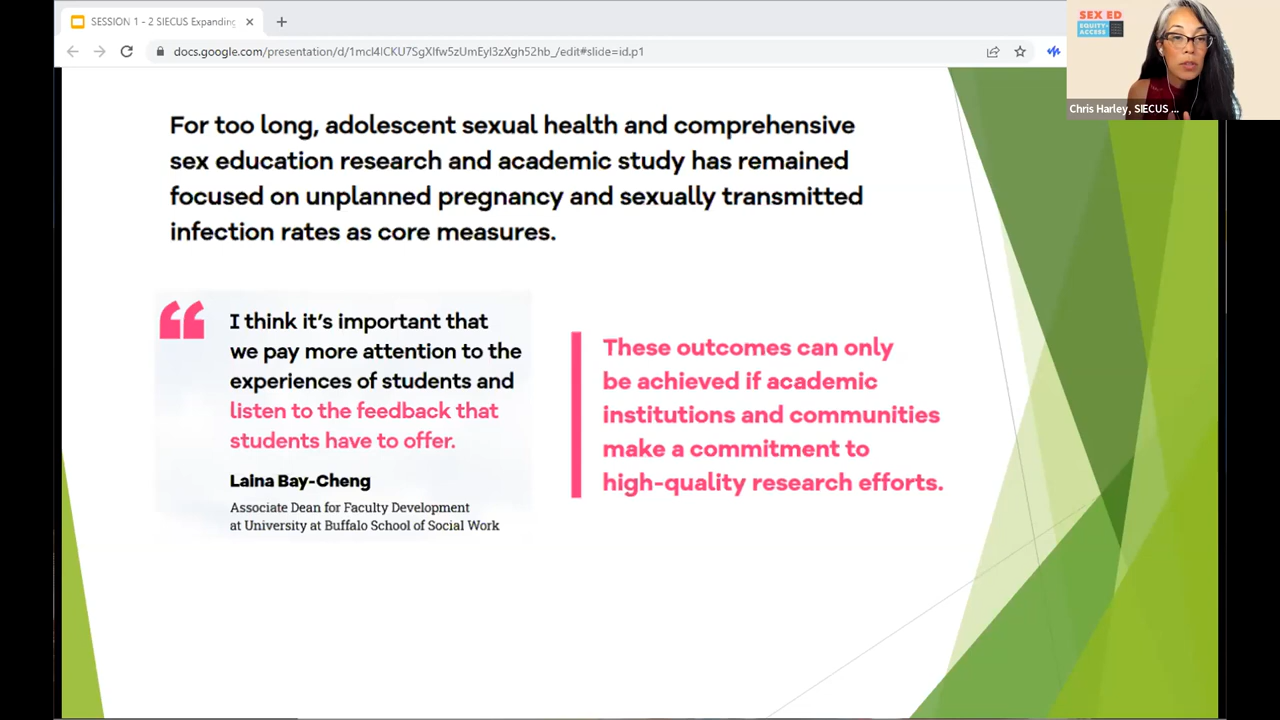 SESSION 1 - 2 SIECUS Expanding
docs.google.com/presentation/d/1mcl4lCKU7SgXlfw5zUmEyl3zXgh52hb_/edit#slide=id.p1
SEX ED
EQUITY
ACCESS
Chris Harley, SIECUS ...
For too long, adolescent sexual health and comprehensive
sex education research and academic study has remained
focused on unplanned pregnancy and sexually transmitted
infection rates as core measures.
“
I think it’s important that
we pay more attention to the
experiences of students and
listen to the feedback that
students have to offer.
Laina Bay-Cheng
Associate Dean for Faculty Development
at University at Buffalo School of Social Work
These outcomes can only
be achieved if academic
institutions and communities
make a commitment to
high-quality research efforts.